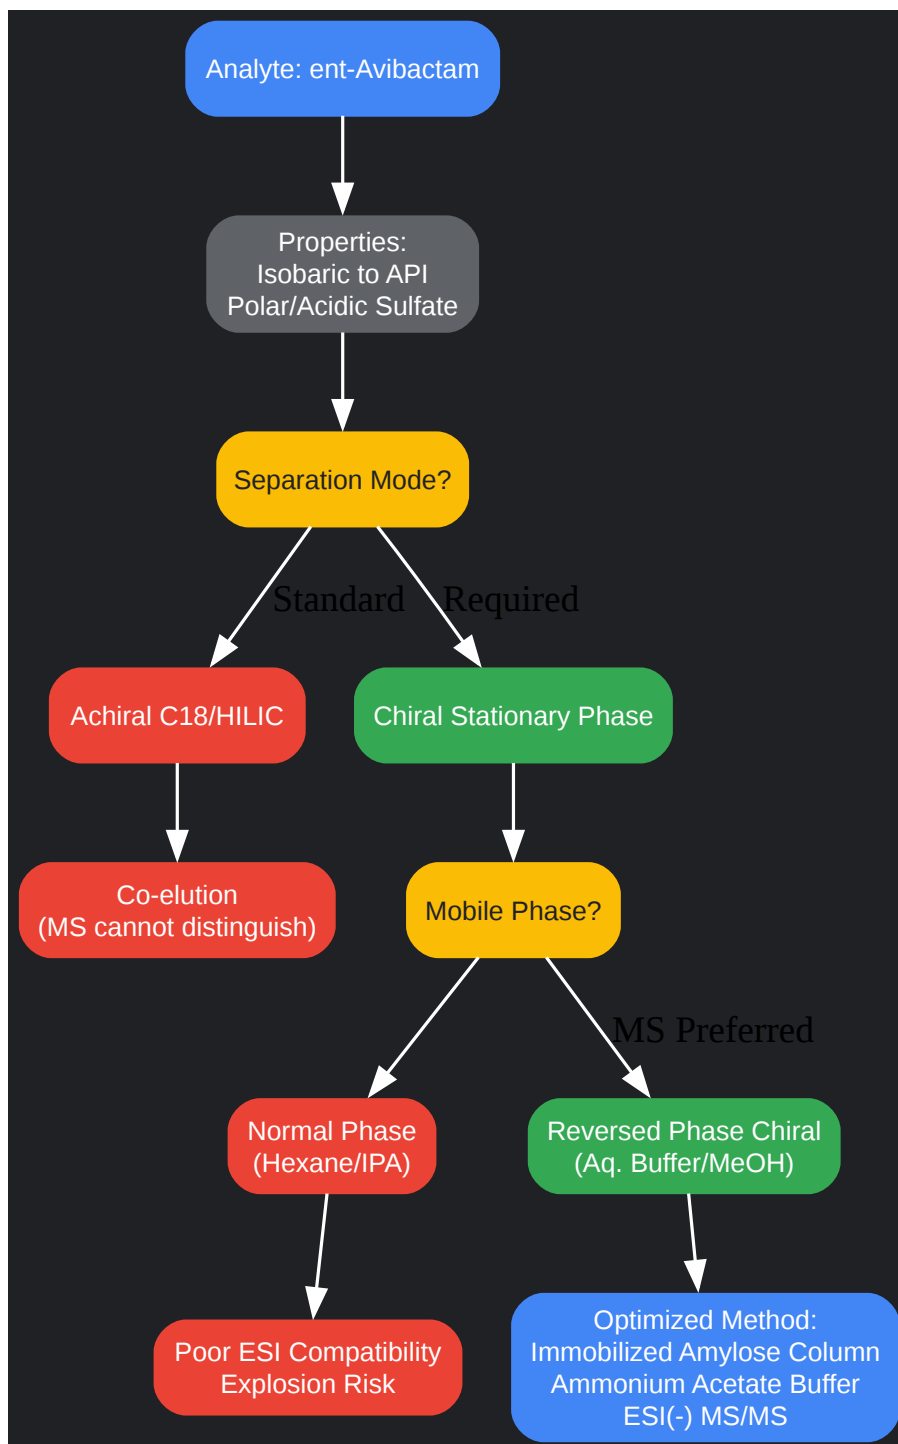 Analyte: ent-Avibactam
Properties:
Isobaric to API
Polar/Acidic Sulfate
Separation Mode?
Standard
Required
Achiral C18/HILIC
Chiral Stationary Phase
Co-elution
(MS cannot distinguish)
Mobile Phase?
MS Preferred
Normal Phase
(Hexane/IPA)
Reversed Phase Chiral
(Aq. Buffer/MeOH)
Poor ESI Compatibility
Explosion Risk
Optimized Method:
Immobilized Amylose Column
Ammonium Acetate Buffer
ESI(-) MS/MS